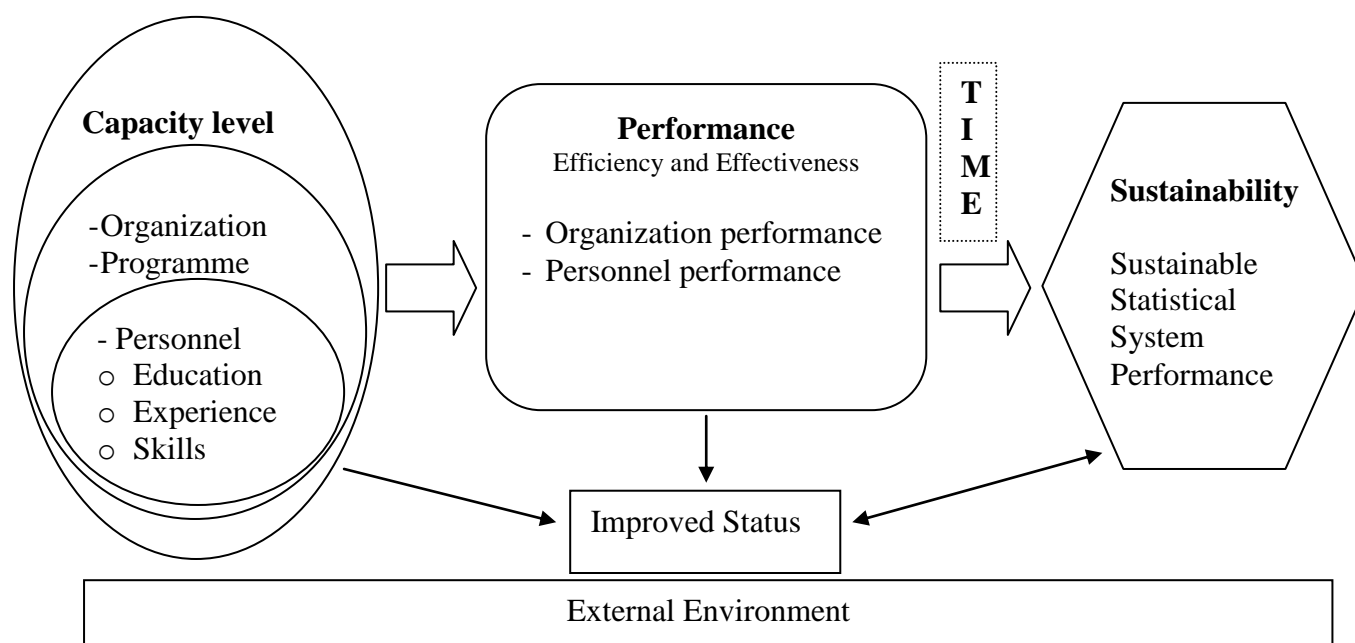 Capacity level
-Organization
-Programme
- Personnel
o Education
o Experience
o Skills
Performance
Efficiency and Effectiveness
- Organization performance
- Personnel performance
T
I
M
E
Sustainability
Sustainable
Statistical
System
Performance
Improved Status
External Environment